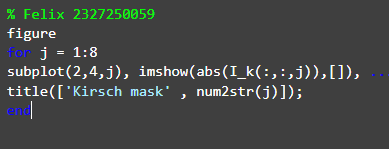 % Felix 2327250059
figure
for j = 1:8
subplot(2,4,j), imshow(abs(I_k(:,:,j)),[]), ..
title(['Kirsch mask' , num2str(j)]);
end